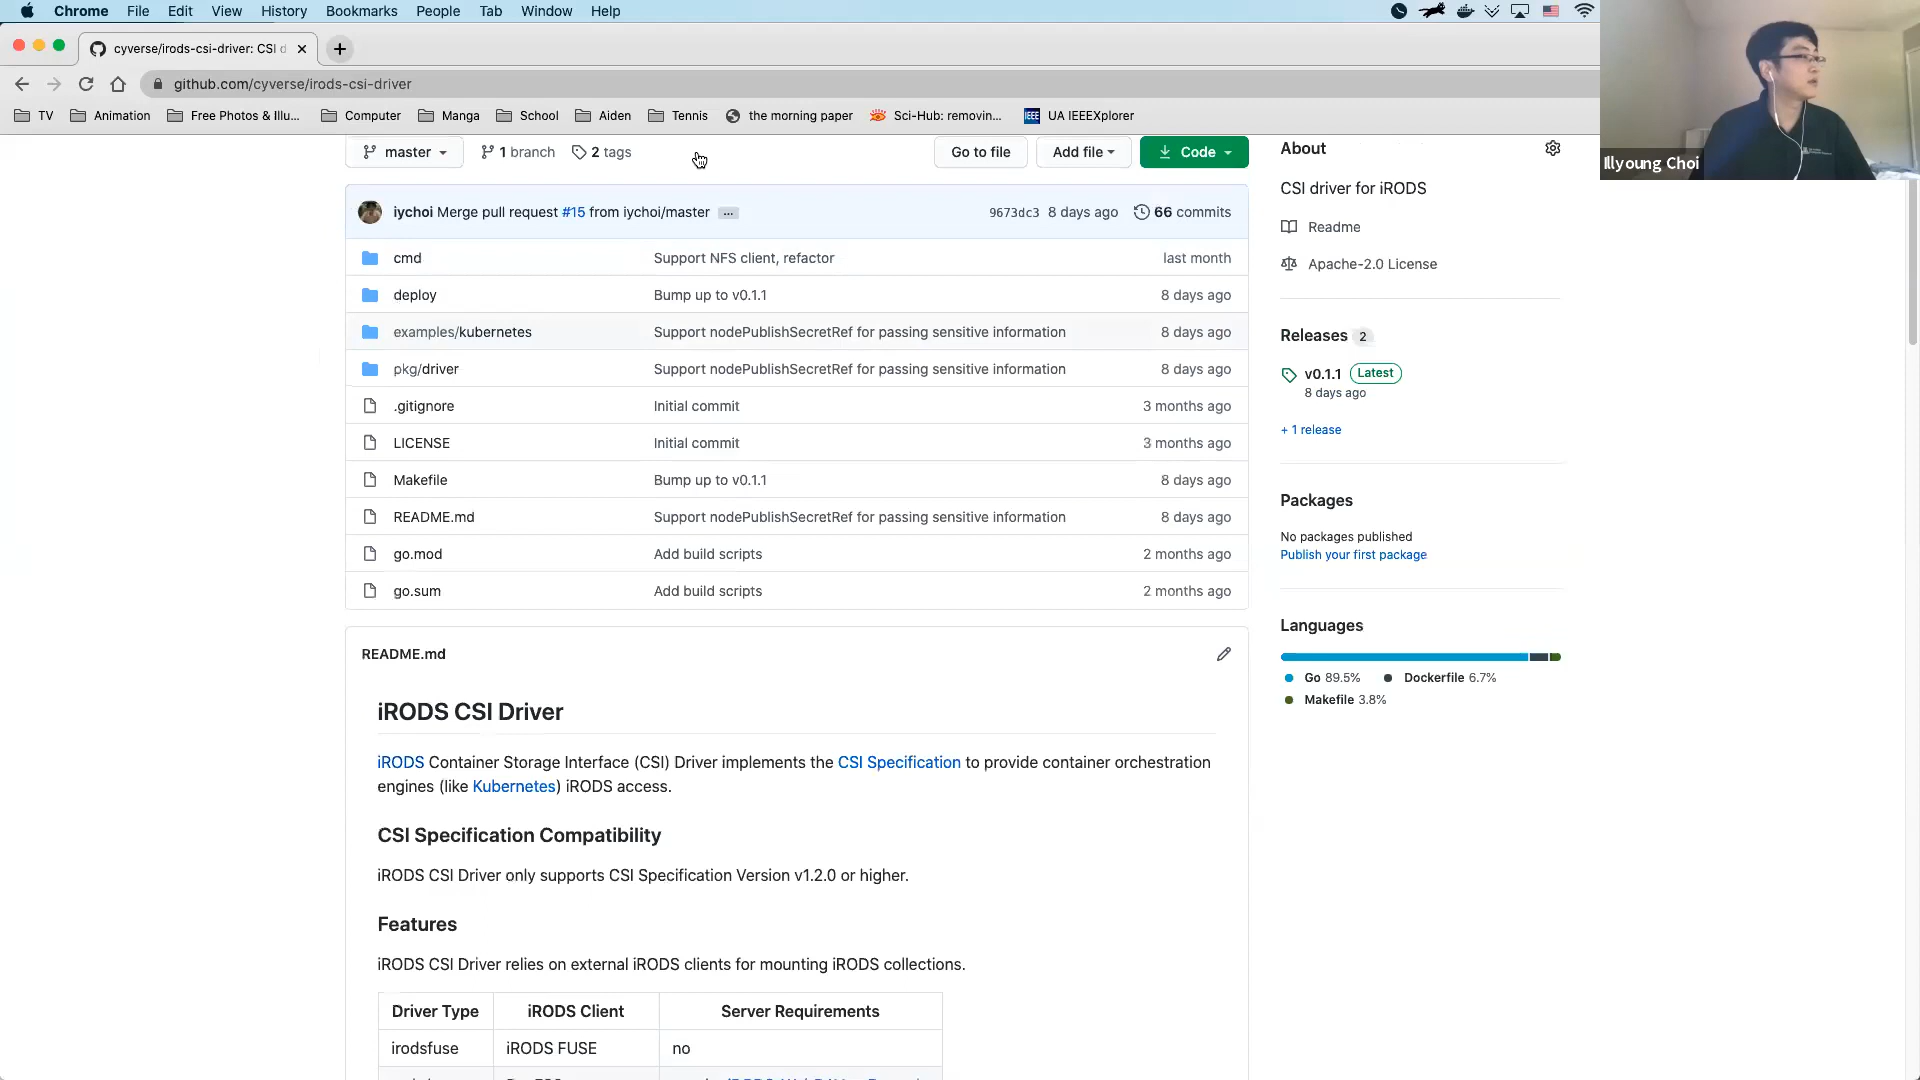 Chrome File Edit View History Bookmarks People Tab Window Help
cyverse/irods-csi-driver: CSI d
github.com/cyverse/irods-csi-driver
TV Animation Free Photos & Illu... Computer Manga School Aiden Tennis the morning paper Sci-Hub: removin... IEEE UA IEEEXplorer
Illyoung Choi
master 1 branch 2 tags Go to file Add file Code
iychoi Merge pull request #15 from iychoi/master ... 9673dc3 8 days ago 66 commits
cmd Support NFS client, refactor last month
deploy Bump up to v0.1.1 8 days ago
examples/kubernetes Support nodePublishSecretRef for passing sensitive information 8 days ago
pkg/driver Support nodePublishSecretRef for passing sensitive information 8 days ago
.gitignore Initial commit 3 months ago
LICENSE Initial commit 3 months ago
Makefile Bump up to v0.1.1 8 days ago
README.md Support nodePublishSecretRef for passing sensitive information 8 days ago
go.mod Add build scripts 2 months ago
go.sum Add build scripts 2 months ago
README.md
iRODS CSI Driver
iRODS Container Storage Interface (CSI) Driver implements the CSI Specification to provide container orchestration
engines (like Kubernetes) iRODS access.
CSI Specification Compatibility
iRODS CSI Driver only supports CSI Specification Version v1.2.0 or higher.
Features
iRODS CSI Driver relies on external iRODS clients for mounting iRODS collections.
Driver Type iRODS Client Server Requirements
irodsfuse iRODS FUSE no
About
CSI driver for iRODS
Readme
Apache-2.0 License
Releases 2
v0.1.1 Latest
8 days ago
+ 1 release
Packages
No packages published
Publish your first package
Languages
Go 89.5% Dockerfile 6.7%
Makefile 3.8%